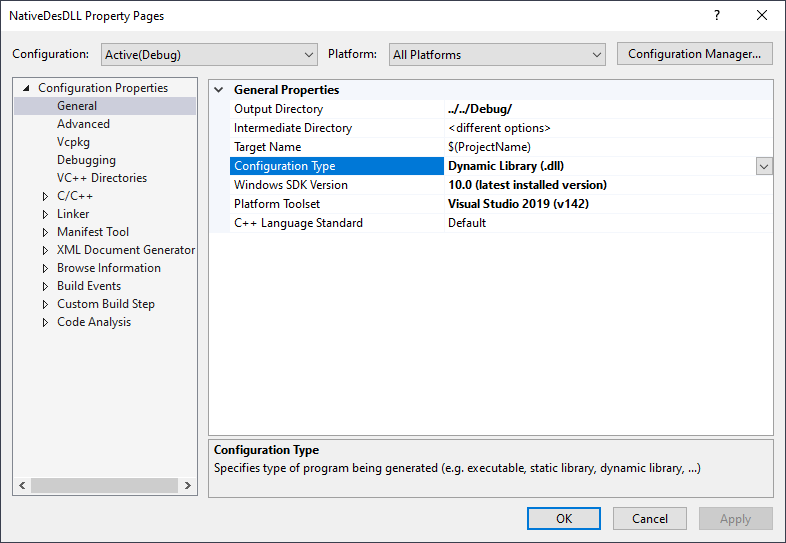 NativeDesDLL Property Pages
?
Configuration: Active(Debug) Platform: All Platforms Configuration Manager...
Configuration Properties
General
Advanced
Vcpkg
Debugging
VC++ Directories
C/C++
Linker
Manifest Tool
XML Document Generator
Browse Information
Build Events
Custom Build Step
Code Analysis
General Properties
Output Directory ../../Debug/
Intermediate Directory <different options>
Target Name $(ProjectName)
Configuration Type Dynamic Library (.dll)
Windows SDK Version 10.0 (latest installed version)
Platform Toolset Visual Studio 2019 (v142)
C++ Language Standard Default
Configuration Type
Specifies type of program being generated (e.g. executable, static library, dynamic library, ...)
OK Cancel Apply